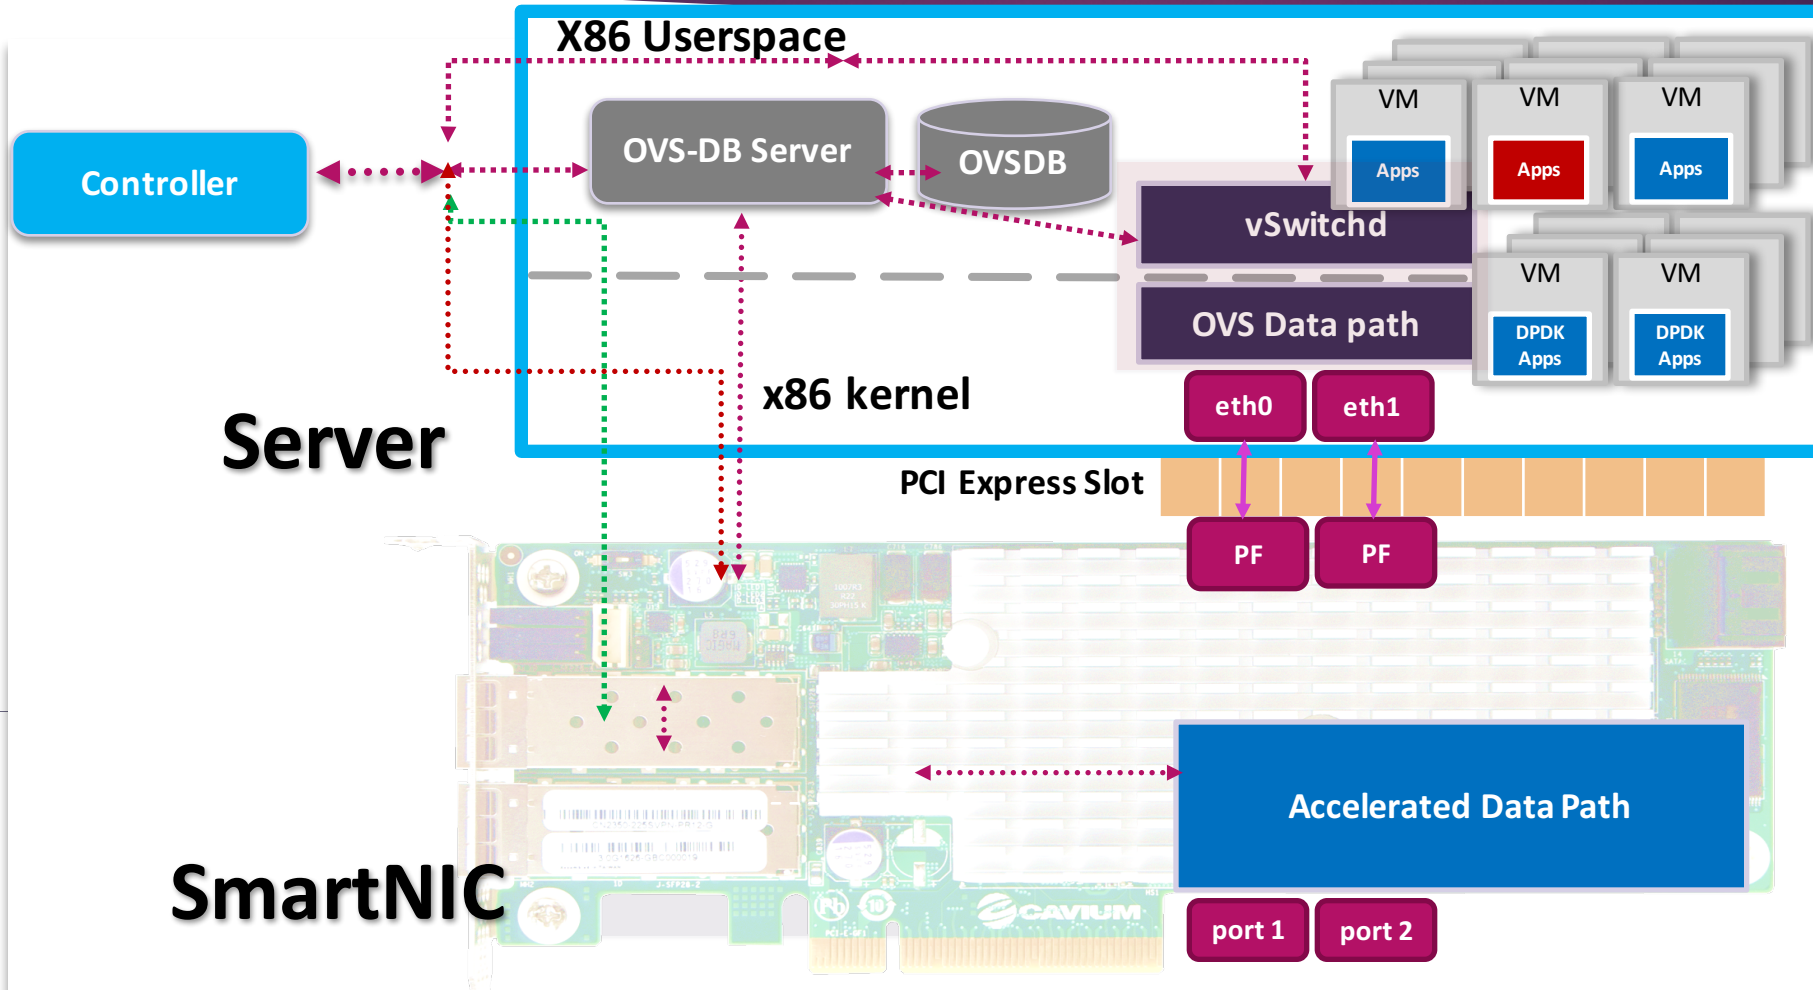 X86 Userspace
Controller
OVS-DB Server
OVSDB
VM
VM
VM
Apps
Apps
Apps
vSwitchd
VM
VM
OVS Data path
DPDK
Apps
DPDK
Apps
x86 kernel
eth0
eth1
Server
PCI Express Slot
PF
PF
Accelerated Data Path
SmartNIC
CAVIUM
port 1
port 2